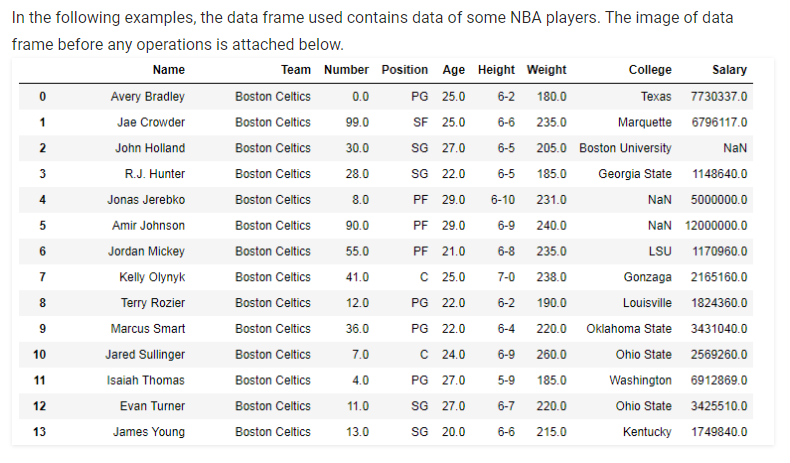 In the following examples, the data frame used contains data of some NBA players. The image of data
frame before any operations is attached below.
Name Team Number Position Age Height Weight College Salary
0 Avery Bradley Boston Celtics 0.0 PG 25.0 6-2 180.0 Texas 7730337.0
1 Jae Crowder Boston Celtics 99.0 SF 25.0 6-6 235.0 Marquette 6796117.0
2 John Holland Boston Celtics 30.0 SG 27.0 6-5 205.0 Boston University NaN
3 R.J. Hunter Boston Celtics 28.0 SG 22.0 6-5 185.0 Georgia State 1148640.0
4 Jonas Jerebko Boston Celtics 8.0 PF 29.0 6-10 231.0 NaN 5000000.0
5 Amir Johnson Boston Celtics 90.0 PF 29.0 6-9 240.0 NaN 12000000.0
6 Jordan Mickey Boston Celtics 55.0 PF 21.0 6-8 235.0 LSU 1170960.0
7 Kelly Olynyk Boston Celtics 41.0 C 25.0 7-0 238.0 Gonzaga 2165160.0
8 Terry Rozier Boston Celtics 12.0 PG 22.0 6-2 190.0 Louisville 1824360.0
9 Marcus Smart Boston Celtics 36.0 PG 22.0 6-4 220.0 Oklahoma State 3431040.0
10 Jared Sullinger Boston Celtics 7.0 C 24.0 6-9 260.0 Ohio State 2569260.0
11 Isaiah Thomas Boston Celtics 4.0 PG 27.0 5-9 185.0 Washington 6912869.0
12 Evan Turner Boston Celtics 11.0 SG 27.0 6-7 220.0 Ohio State 3425510.0
13 James Young Boston Celtics 13.0 SG 20.0 6-6 215.0 Kentucky 1749840.0